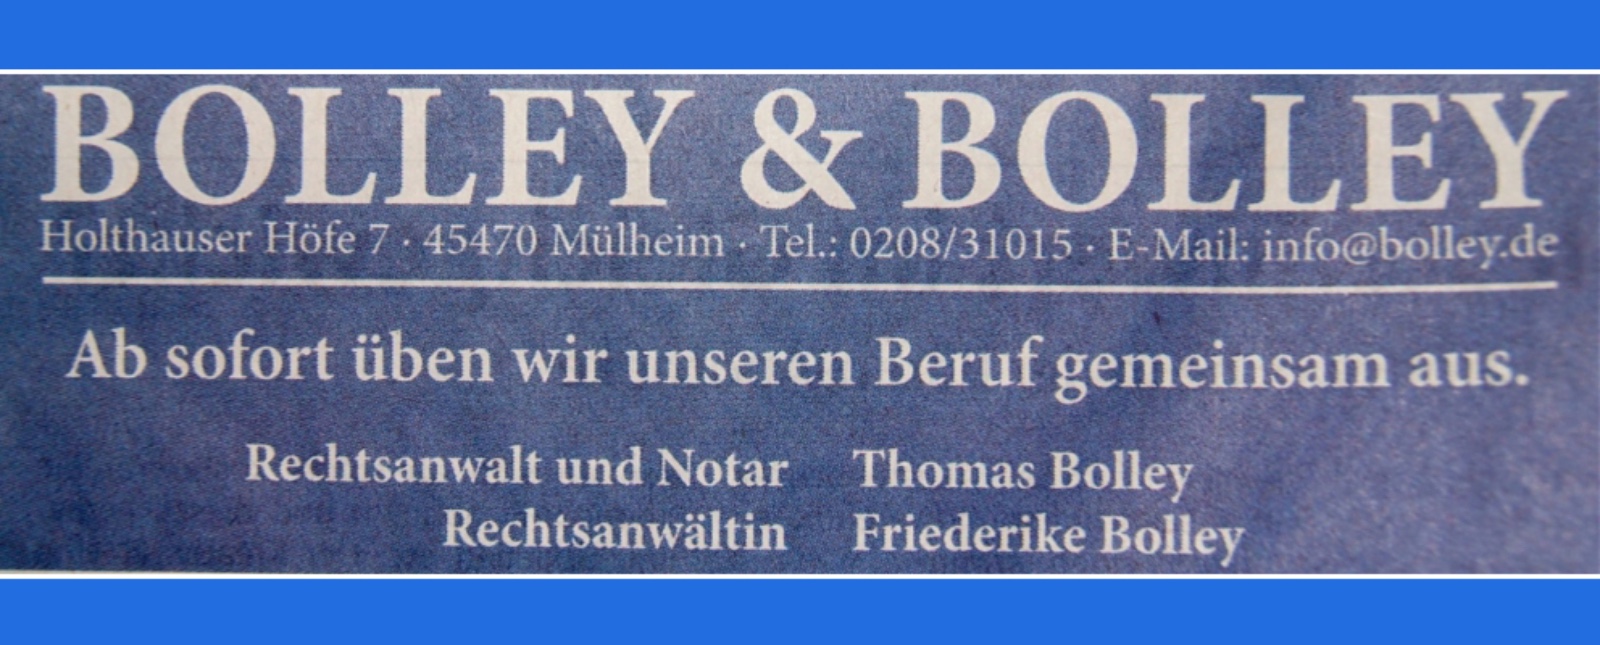 BOLLEY & BOLLEY
Holthauser Höfe 7 · 45470 Mülheim · Tel.: 0208/31015 · E-Mail: info@bolley.de
Ab sofort üben wir unseren Beruf gemeinsam aus.
Rechtsanwalt und Notar Thomas Bolley
Rechtsanwältin Friederike Bolley